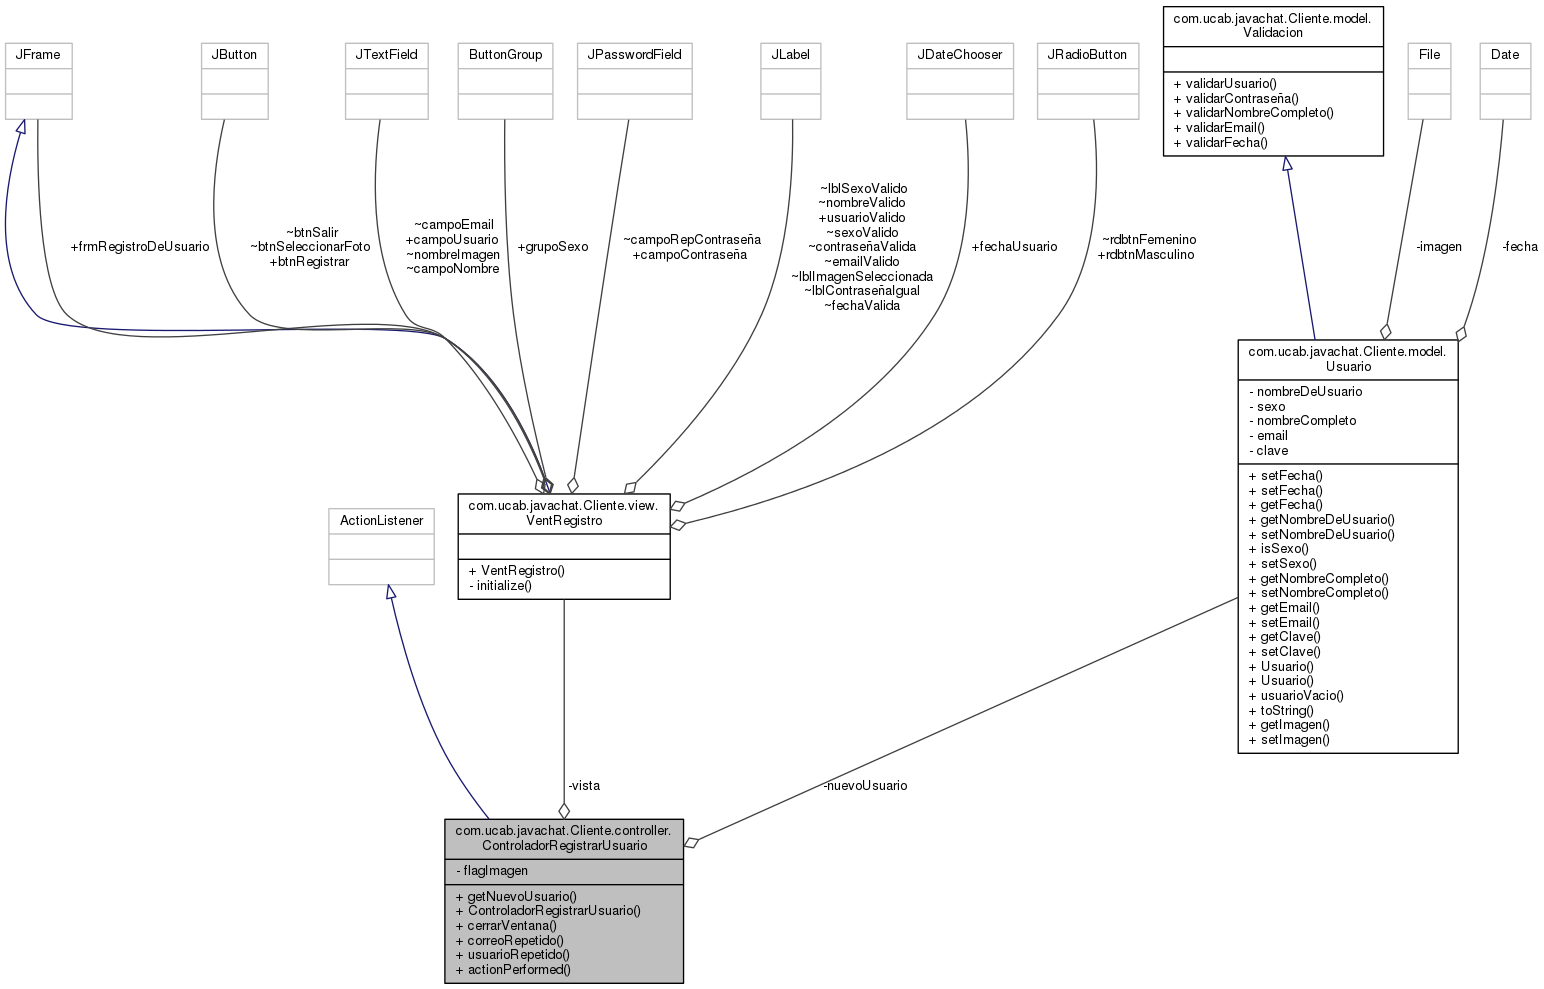 com.ucab.javachat.Cliente.model.
Validacion
+ validarUsuario()
+ validarContraseña()
+ validarNombreCompleto()
+ validarEmail()
+ validarFecha()
JFrame
JButton
JTextField
ButtonGroup
JPasswordField
JLabel
JDateChooser
JRadioButton
File
Date
+frmRegistroDeUsuario
~btnSalir
~btnSeleccionarFoto
+btnRegistrar
~campoEmail
+campoUsuario
~nombreImagen
~campoNombre
+grupoSexo
~campoRepContraseña
+campoContraseña
~lblSexoValido
~nombreValido
+usuarioValido
~sexoValido
~contraseñaValida
~emailValido
~lblImagenSeleccionada
~lblContraseñaIgual
~fechaValida
+fechaUsuario
~rdbtnFemenino
+rdbtnMasculino
-imagen
-fecha
com.ucab.javachat.Cliente.model.
Usuario
- nombreDeUsuario
- sexo
- nombreCompleto
- email
- clave
+ setFecha()
+ setFecha()
+ getFecha()
+ getNombreDeUsuario()
+ setNombreDeUsuario()
+ isSexo()
+ setSexo()
+ getNombreCompleto()
+ setNombreCompleto()
+ getEmail()
+ setEmail()
+ getClave()
+ setClave()
+ Usuario()
+ Usuario()
+ usuarioVacio()
+ toString()
+ getImagen()
+ setImagen()
com.ucab.javachat.Cliente.view.
VentRegistro
+ VentRegistro()
- initialize()
ActionListener
-vista
-nuevoUsuario
com.ucab.javachat.Cliente.controller.
ControladorRegistrarUsuario
- flagImagen
+ getNuevoUsuario()
+ ControladorRegistrarUsuario()
+ cerrarVentana()
+ correoRepetido()
+ usuarioRepetido()
+ actionPerformed()